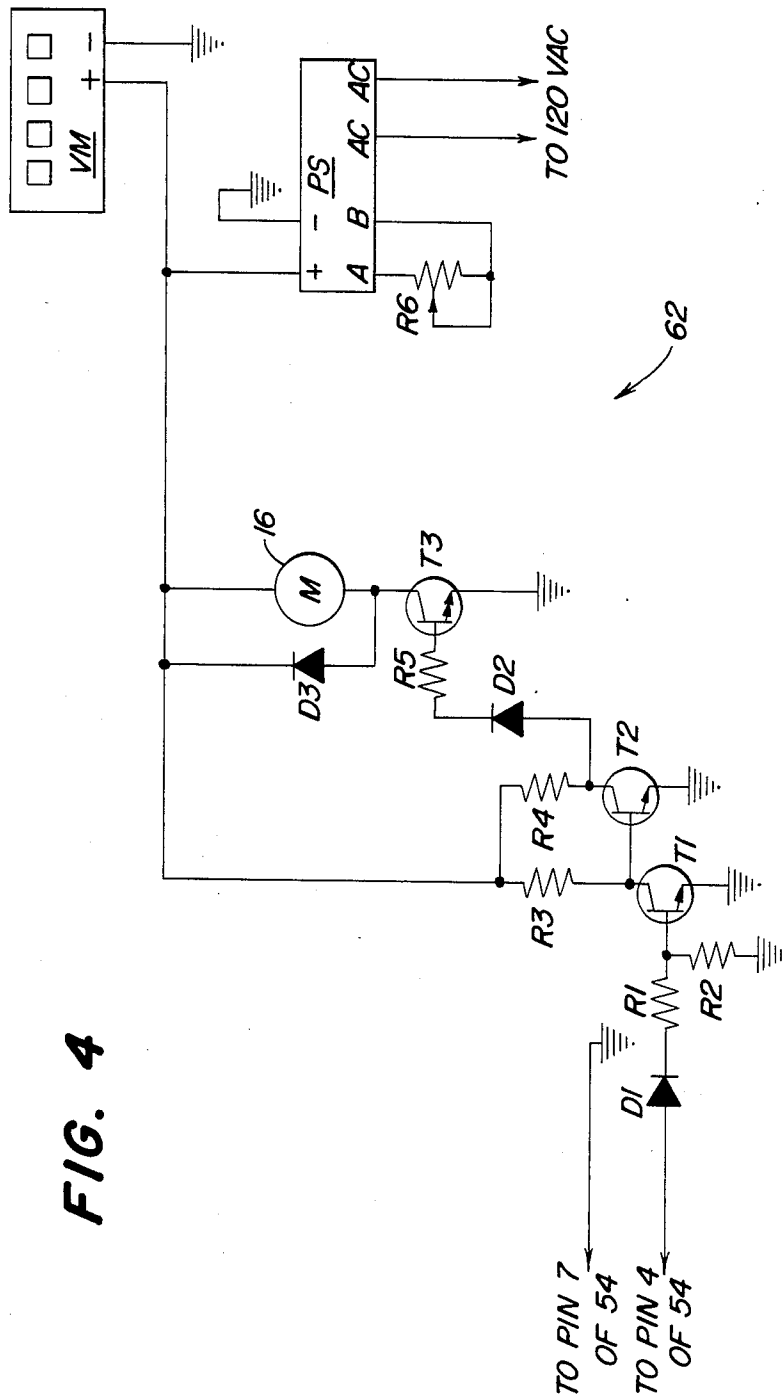 FIG. 4
VM
+ -
PS
+ -
A B AC AC
TO 120 VAC
R6
62
16
M
D3
T3
R5
D2
R4
T2
R3
T1
R1
R2
D1
TO PIN 7
OF 54
TO PIN 4
OF 54